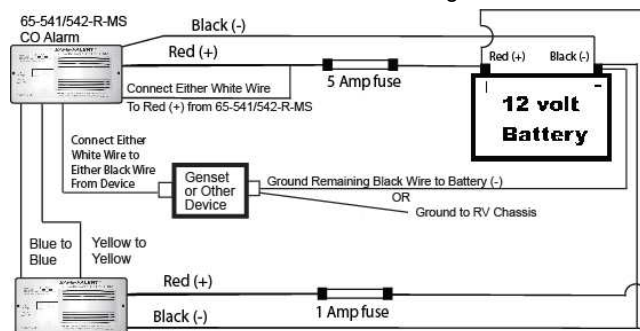 65-541/542-R-MS
CO Alarm
Black (-)
Red (+)
5 Amp fuse
Connect Either White Wire
To Red (+) from 65-541/542-R-MS
Red (+)
Black (-)
12 volt
Battery
Connect Either
White Wire to
Either Black Wire
From Device
Genset
or Other
Device
Ground Remaining Black Wire to Battery (-)
OR
Ground to RV Chassis
Blue to
Blue
Yellow to
Yellow
Red (+)
1 Amp fuse
Black (-)